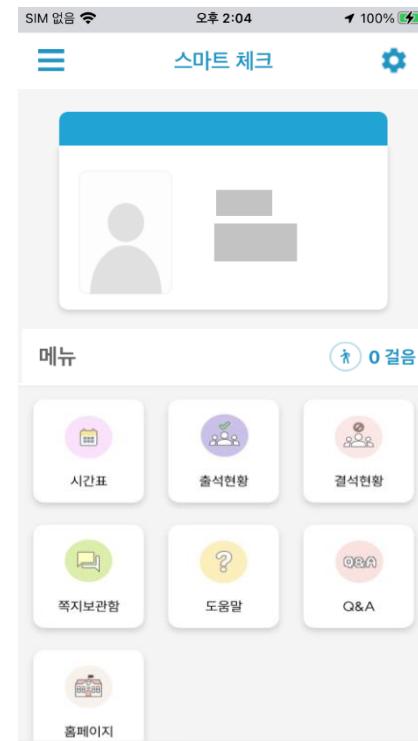 SIM 없음 오후 2:04 100%
스마트 체크
메뉴 0 걸음
시간표 출석현황 결석현황
쪽지보관함 도움말 Q&A
홈페이지